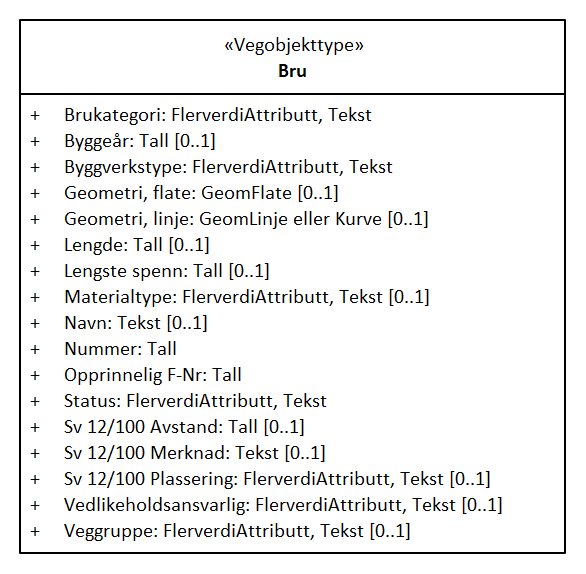 «Vegobjekttype»
Bru
+ Brukategori: FlerverdiAttributt, Tekst
+ Byggeår: Tall [0..1]
+ Byggverkstype: FlerverdiAttributt, Tekst
+ Geometri, flate: GeomFlate [0..1]
+ Geometri, linje: GeomLinje eller Kurve [0..1]
+ Lengde: Tall [0..1]
+ Lengste spenn: Tall [0..1]
+ Materialtype: FlerverdiAttributt, Tekst [0..1]
+ Navn: Tekst [0..1]
+ Nummer: Tall
+ Opprinnelig F-Nr: Tall
+ Status: FlerverdiAttributt, Tekst
+ Sv 12/100 Avstand: Tall [0..1]
+ Sv 12/100 Merknad: Tekst [0..1]
+ Sv 12/100 Plassering: FlerverdiAttributt, Tekst [0..1]
+ Vedlikeholdsansvarlig: FlerverdiAttributt, Tekst [0..1]
+ Veggruppe: FlerverdiAttributt, Tekst [0..1]